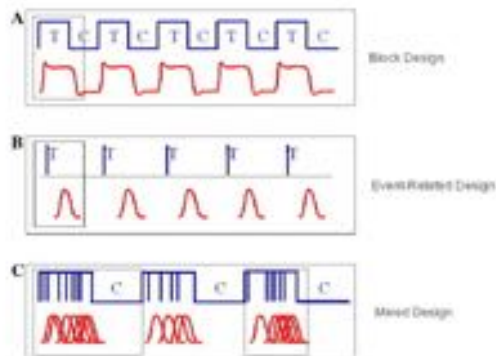 A
T C T C T C T C T C
Block Design
B
T T T T T
Event-Related Design
C
C C C
Mixed Design